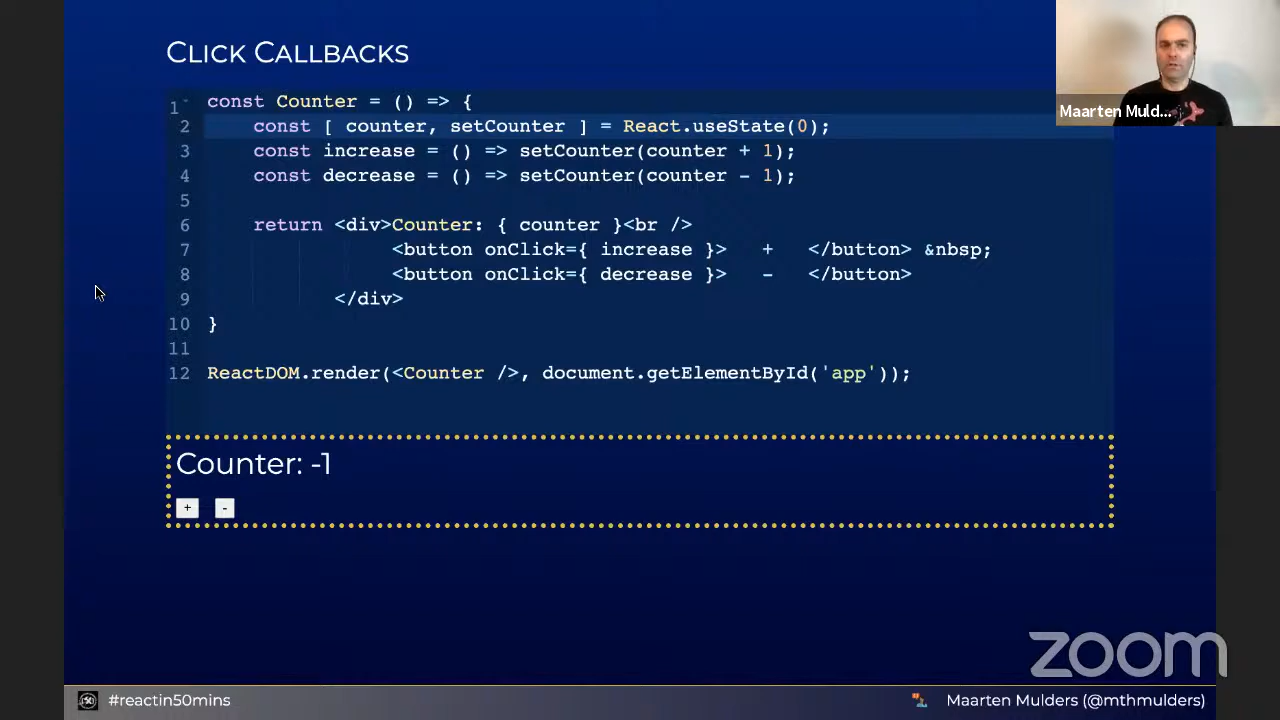 CLICK CALLBACKS
Maarten Muld...
1 const Counter = () => {
2 const [ counter, setCounter ] = React.useState(0);
3 const increase = () => setCounter(counter + 1);
4 const decrease = () => setCounter(counter - 1);
5
6 return <div>Counter: { counter }<br />
7 <button onClick={ increase }> + </button> &nbsp;
8 <button onClick={ decrease }> - </button>
9 </div>
10 }
11
12 ReactDOM.render(<Counter />, document.getElementById('app'));
Counter: -1
+ -
zoom
#reactin50mins
Maarten Mulders (@mthmulders)